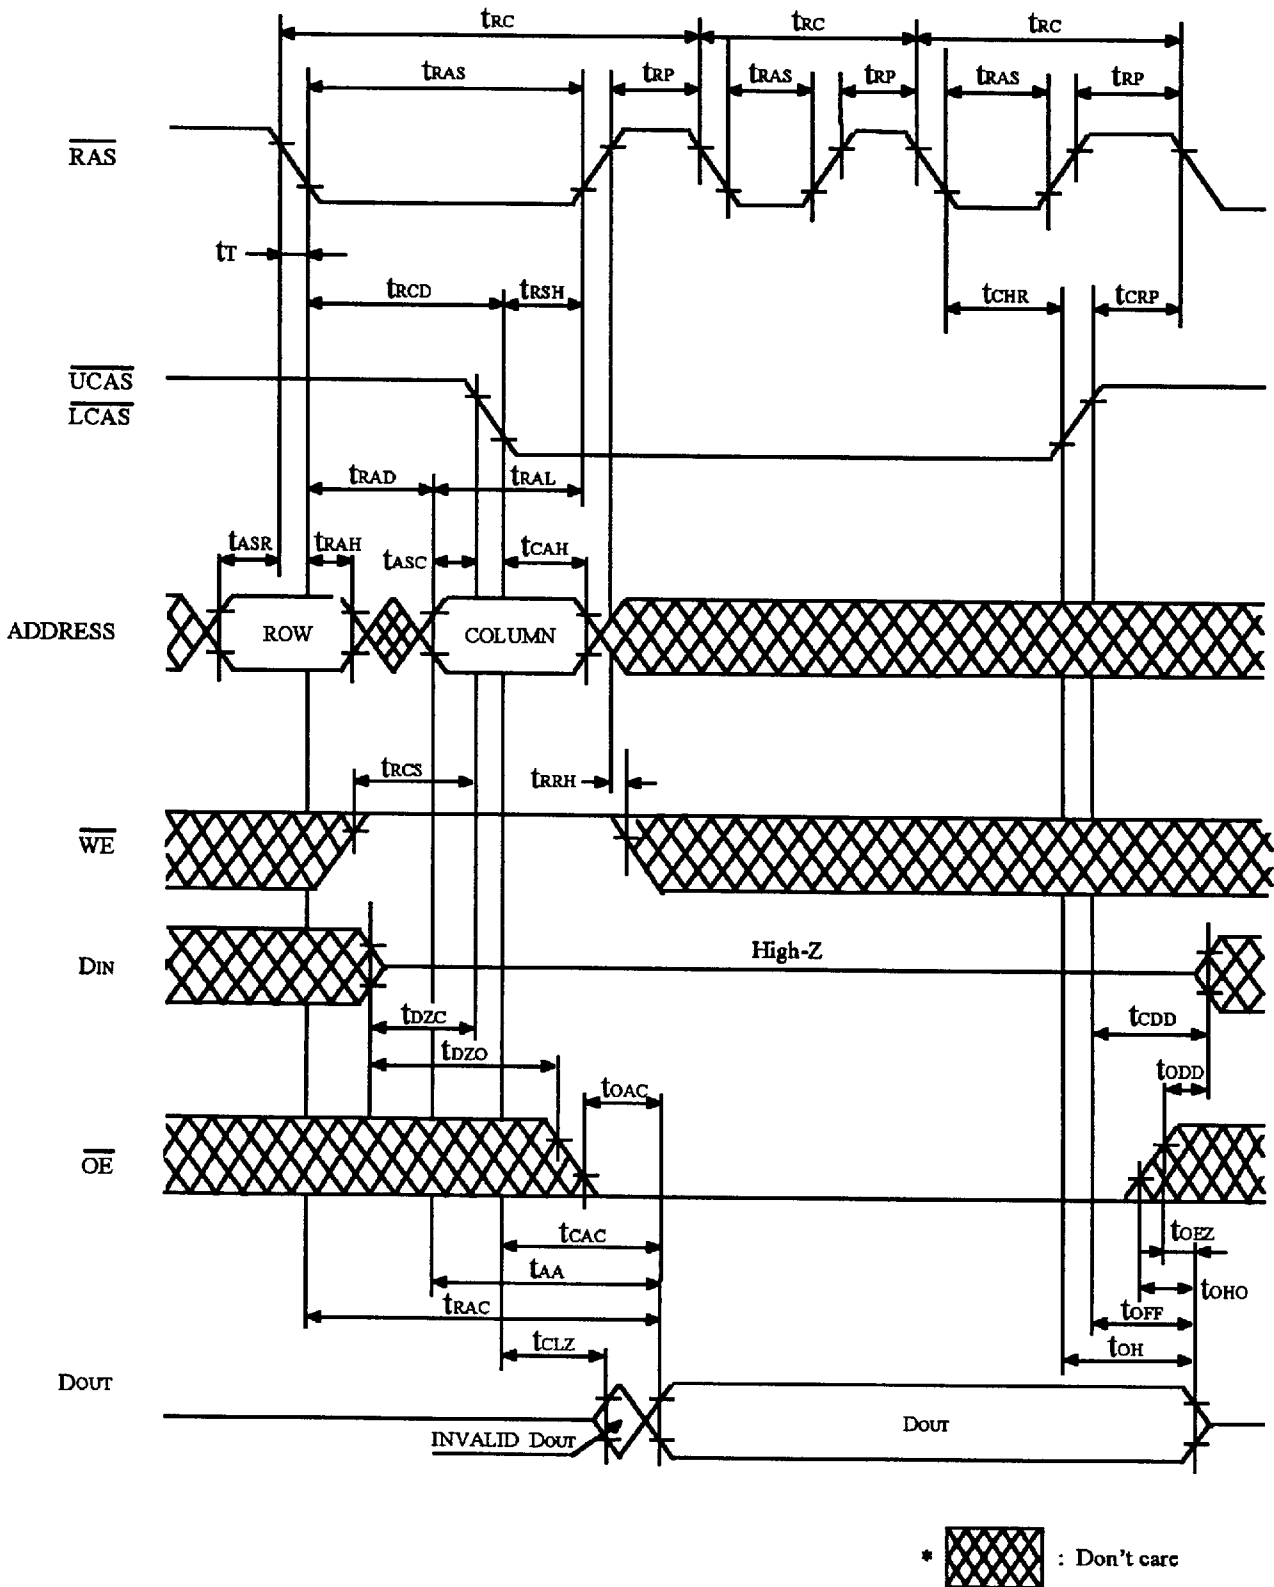 tRC tRC tRC
tRAS tRP tRAS tRP tRAS tRP
RAS
tT
tRCD tRSH tCHR tCRP
UCAS
LCAS
tRAD tRAL
tASR tRAH tASC tCAH
ADDRESS ROW COLUMN
tRCS tRRH
WE
DIN High-Z
tDZC tCDD
tDZO tODD
tOAC
OE
tCAC tOEZ
tAA tOHO
tRAC tOFF
tCLZ tOH
DOUT
INVALID DOUT DOUT
* : Don't care